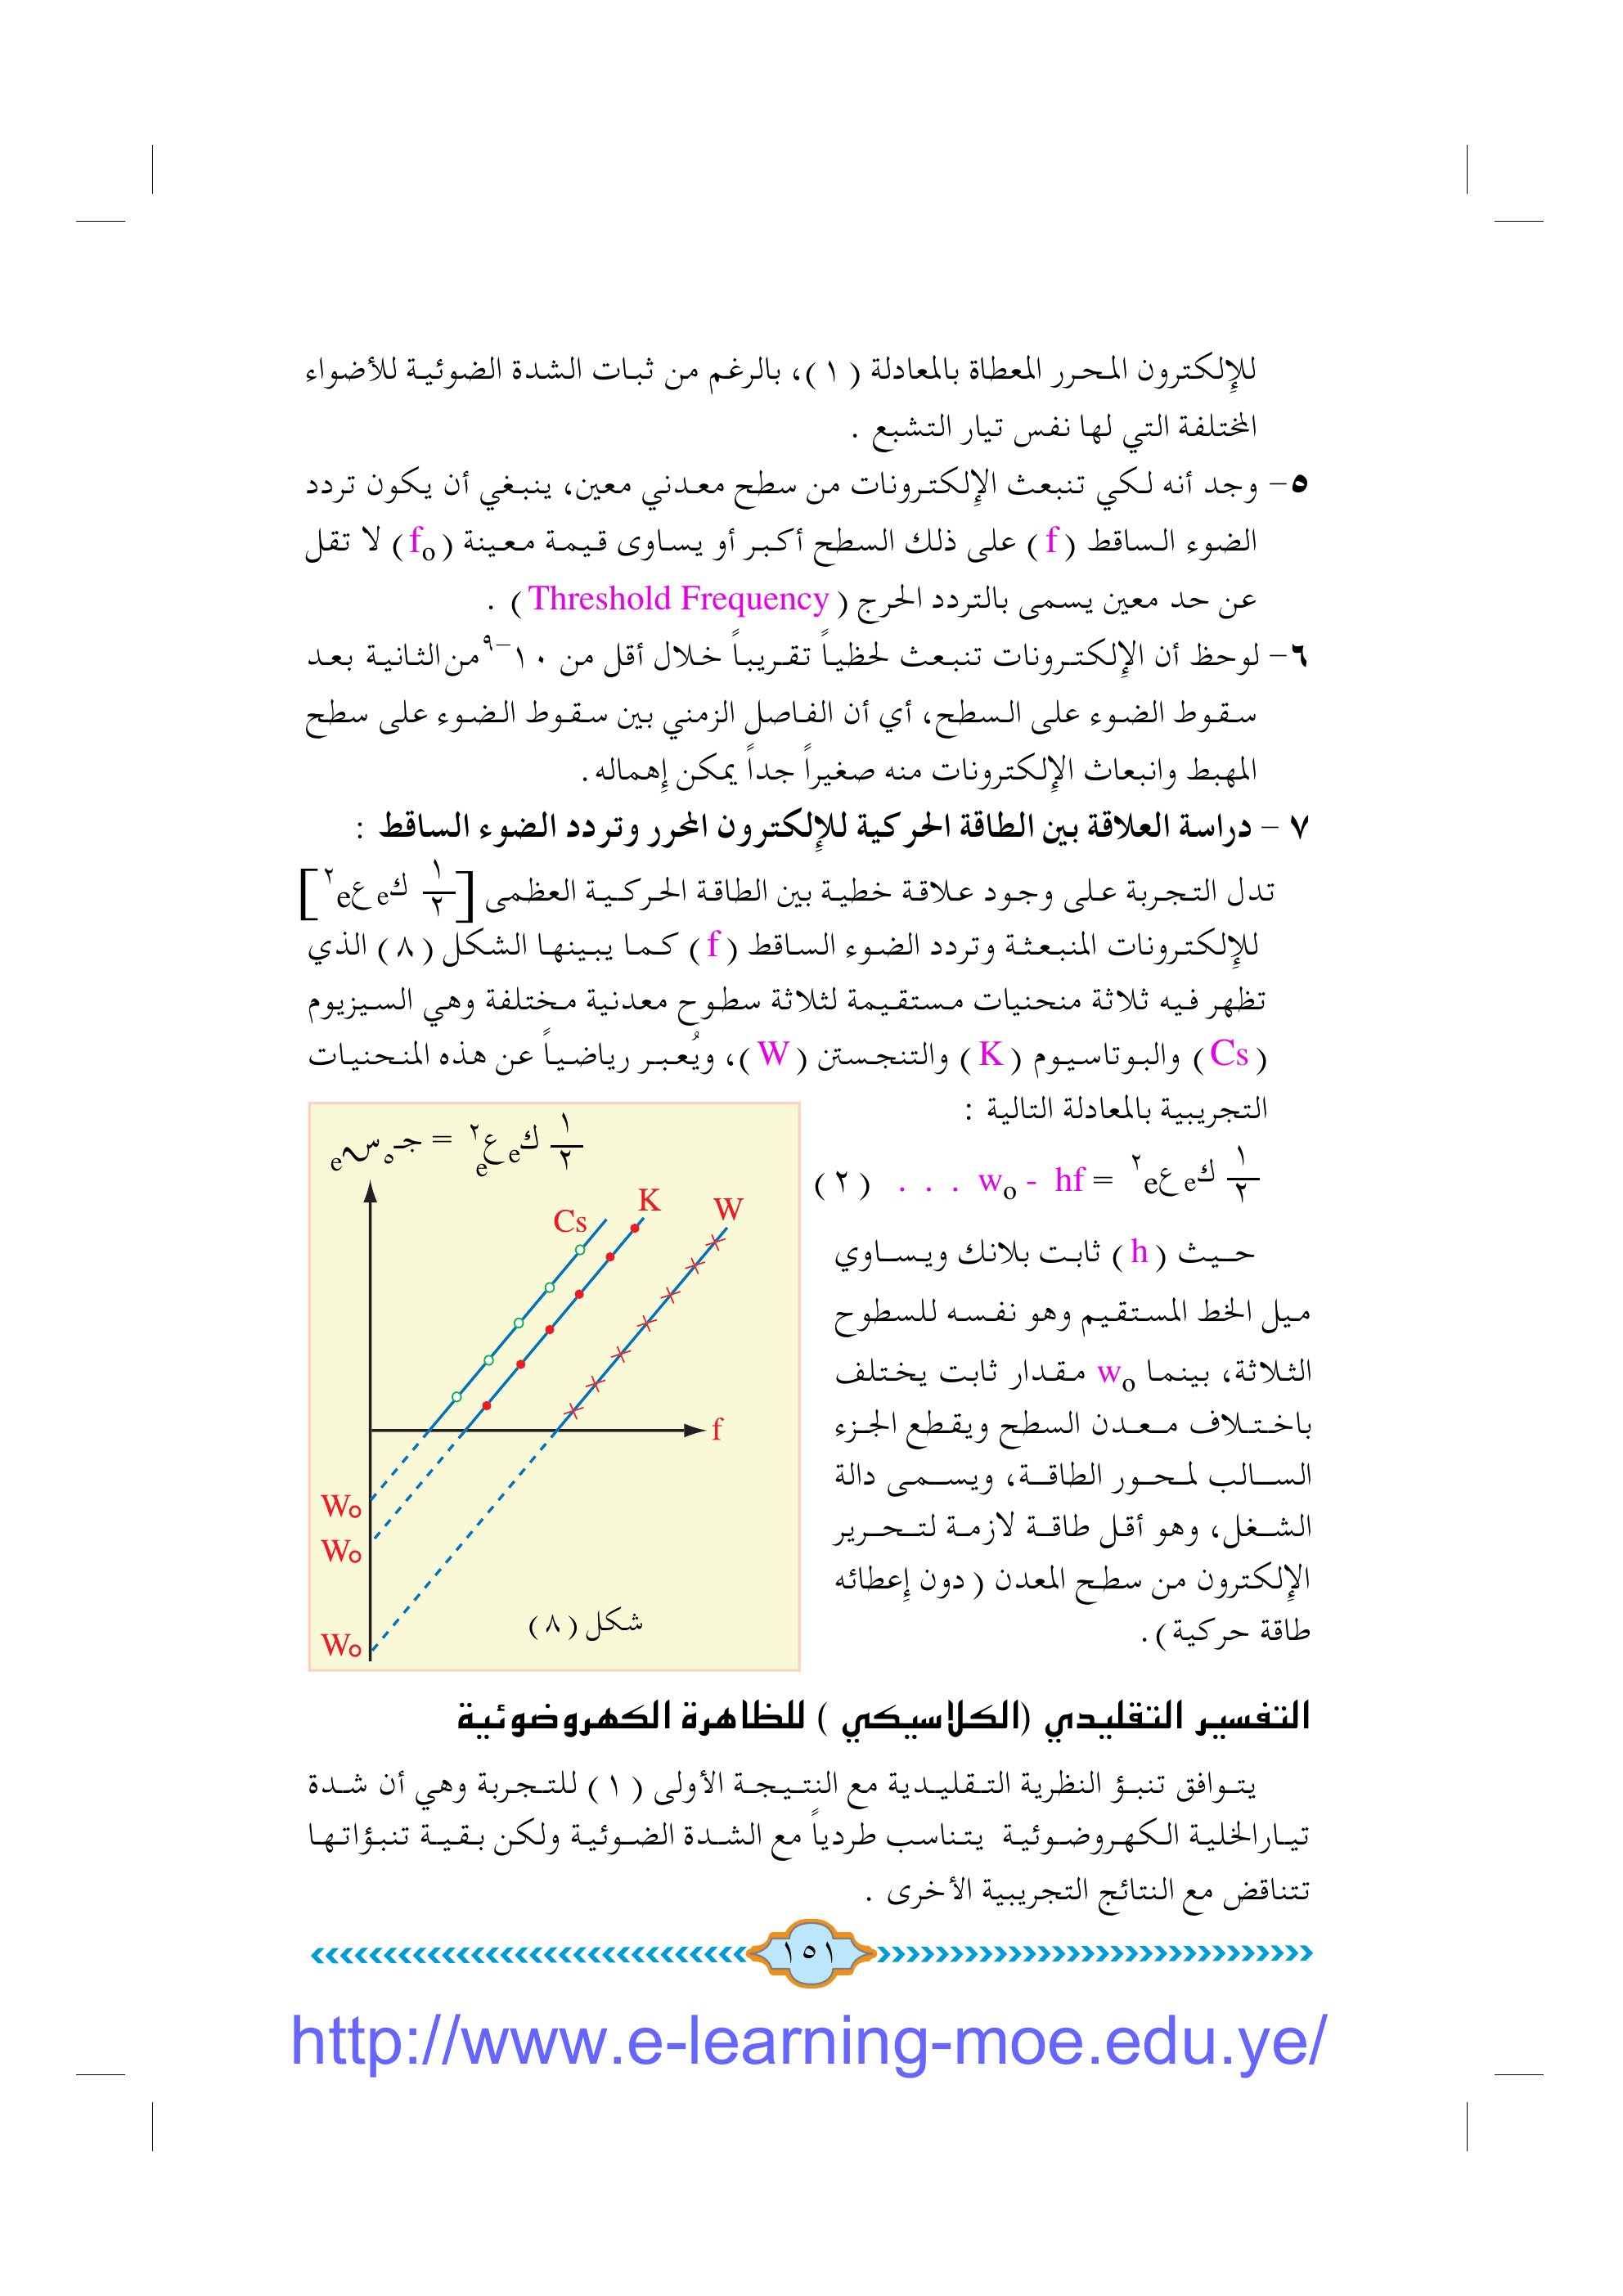 للإلكترون المحرر المعطاة بالمعادلة (١)، بالرغم من ثبات الشدة الضوئية للأضواء
المختلفة التي لها نفس تيار التشبع .
٥- وجد أنه لكي تنبعث الإلكترونات من سطح معدني معين، ينبغي أن يكون تردد
الضوء الساقط (f) على ذلك السطح أكبر أو يساوى قيمة معينة (fo) لا تقل
عن حد معين يسمى بالتردد الحرج (Threshold Frequency) .
٦- لوحظ أن الإلكترونات تنبعث لحظياً تقريباً خلال أقل من ١٠⁻⁹ من الثانية بعد
سقوط الضوء على السطح، أي أن الفاصل الزمني بين سقوط الضوء على سطح
المهبط وانبعاث الإلكترونات منه صغيراً جداً يمكن إهماله.
٧ - دراسة العلاقة بين الطاقة الحركية للإلكترون المحرر وتردد الضوء الساقط :
تدل التجربة على وجود علاقة خطية بين الطاقة الحركية العظمى [١/٢ كe عe٢]
للإلكترونات المنبعثة وتردد الضوء الساقط (f) كما يبينها الشكل (٨) الذي
تظهر فيه ثلاثة منحنيات مستقيمة لثلاثة سطوح معدنية مختلفة وهي السيزيوم
(Cs) والبوتاسيوم (K) والتنجستن (W)، ويُعبر رياضياً عن هذه المنحنيات
التجريبية بالمعادلة التالية :
١/٢ كe عe٢ = hf - wo . . . (٢)
حيث (h) ثابت بلانك ويساوي
ميل الخط المستقيم وهو نفسه للسطوح
الثلاثة، بينما wo مقدار ثابت يختلف
باختلاف معدن السطح ويقطع الجزء
السالب لمحور الطاقة، ويسمى دالة
الشغل، وهو أقل طاقة لازمة لتحرير
الإلكترون من سطح المعدن (دون إعطائه
طاقة حركية).
١/٢ كe عe٢ = جـه سe
Cs
K
W
f
Wo
Wo
Wo
شكل (٨)
التفسير التقليدي (الكلاسيكي ) للظاهرة الكهروضوئية
يتوافق تنبؤ النظرية التقليدية مع النتيجة الأولى (١) للتجربة وهي أن شدة
تيارالخلية الكهروضوئية يتناسب طردياً مع الشدة الضوئية ولكن بقية تنبؤاتها
تتناقض مع النتائج التجريبية الأخرى .
١٥١
http://www.e-learning-moe.edu.ye/